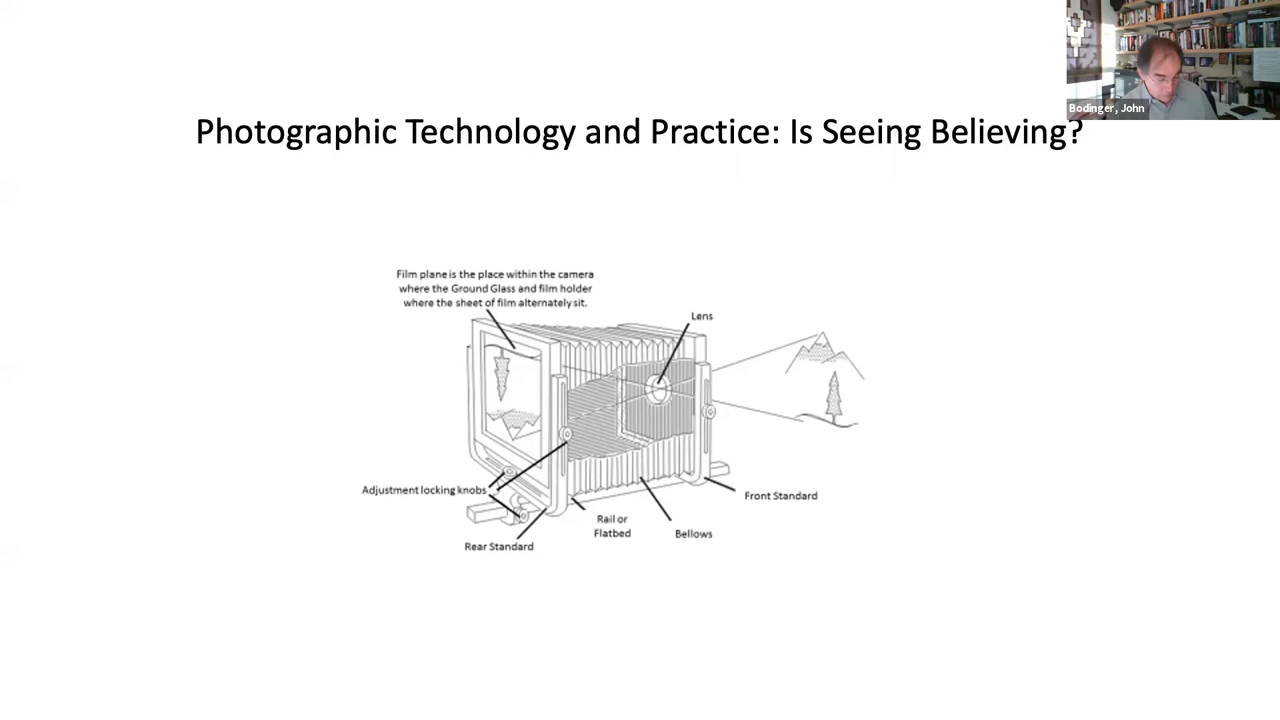 Bodinger, John
Photographic Technology and Practice: Is Seeing Believing?
Film plane is the place within the camera
where the Ground Glass and film holder
where the sheet of film alternately sit.
Lens
Adjustment locking knobs
Front Standard
Rail or
Flatbed
Bellows
Rear Standard